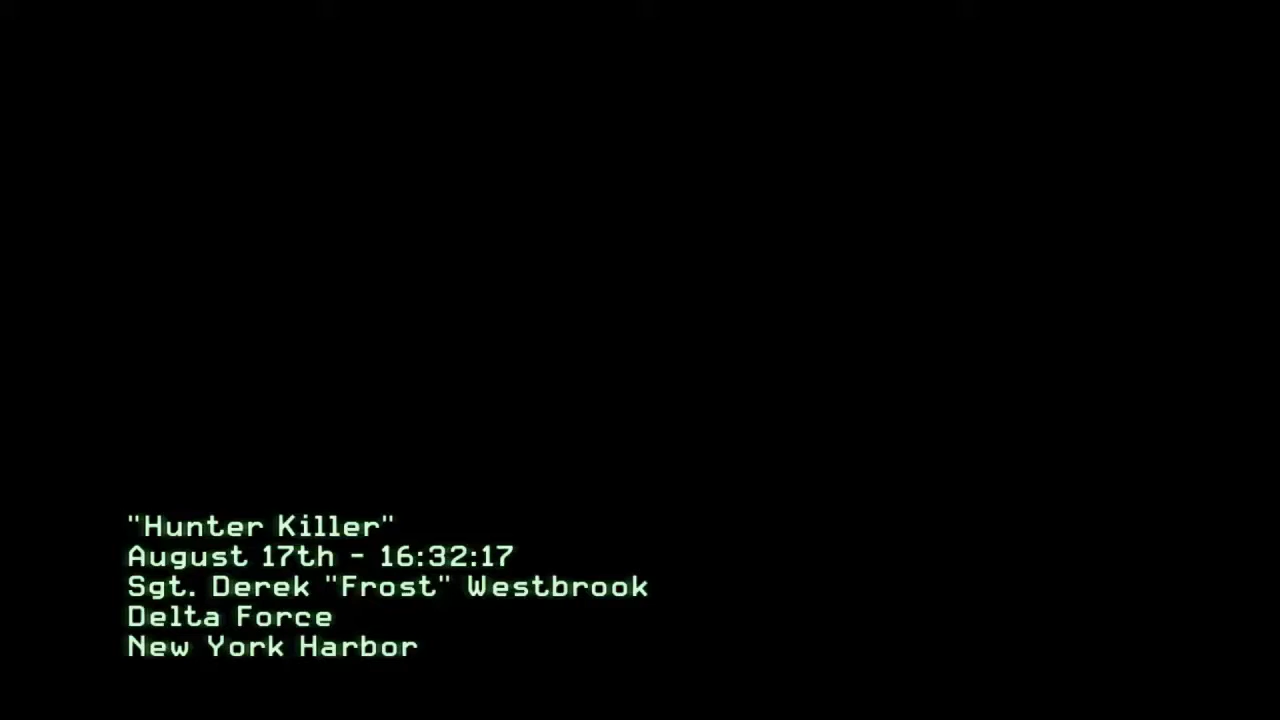 "Hunter Killer"
August 17th - 16:32:17
Sgt. Derek "Frost" Westbrook
Delta Force
New York Harbor